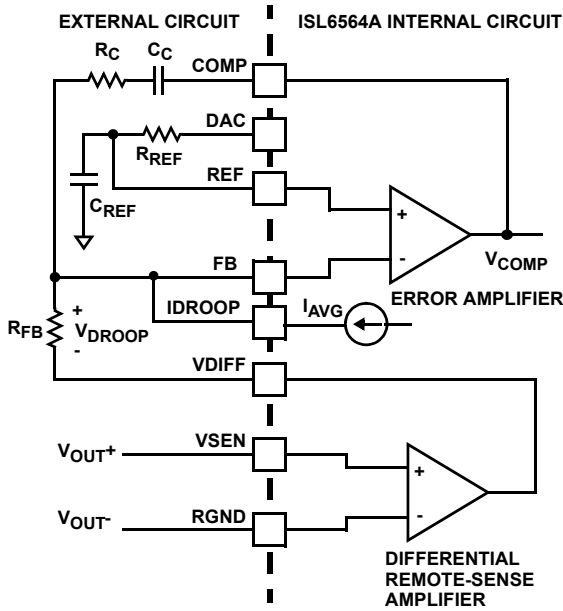 EXTERNAL CIRCUIT
ISL6564A INTERNAL CIRCUIT
RC
CC
COMP
DAC
RREF
REF
CREF
+
-
VCOMP
FB
ERROR AMPLIFIER
IDROOP
IAVG
RFB
+
VDROOP
-
VDIFF
VOUT+
VSEN
+
VOUT-
RGND
-
DIFFERENTIAL
REMOTE-SENSE
AMPLIFIER